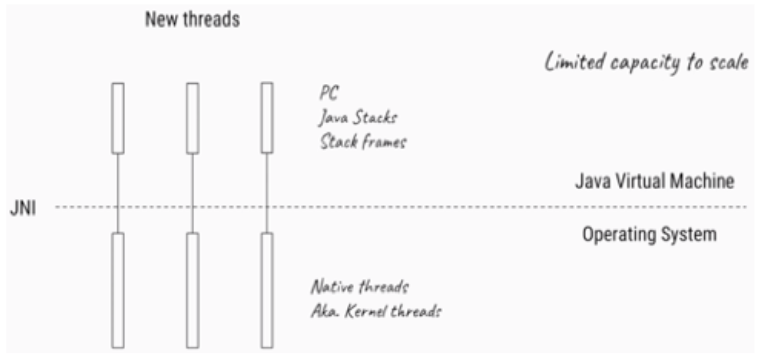 New threads
Limited capacity to scale
PC
Java Stacks
Stack frames
Java Virtual Machine
JNI
Operating System
Native threads
Aka. Kernel threads